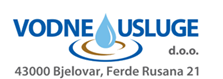 VODNE USLUGE
d.o.o.
43000 Bjelovar, Ferde Rusana 21